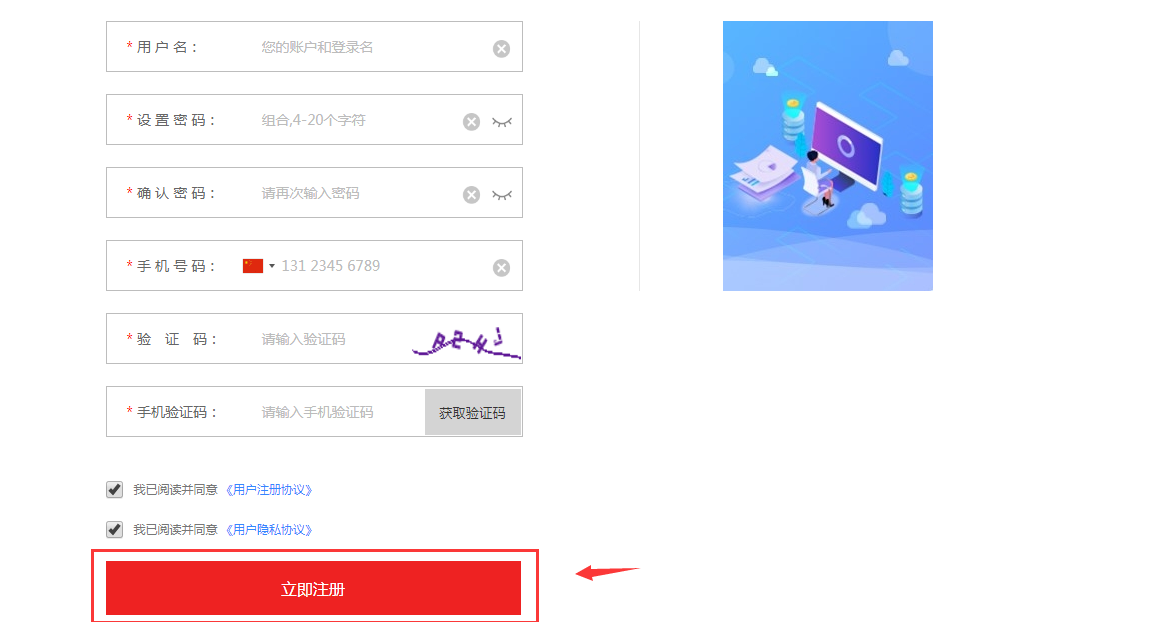 * 用 户 名 : 您的账户和登录名
* 设 置 密 码 : 组合,4-20个字符
* 确 认 密 码 : 请再次输入密码
* 手 机 号 码 : 131 2345 6789
* 验 证 码 : 请输入验证码
* 手机验证码 : 请输入手机验证码 获取验证码
我已阅读并同意 《用户注册协议》
我已阅读并同意 《用户隐私协议》
立即注册